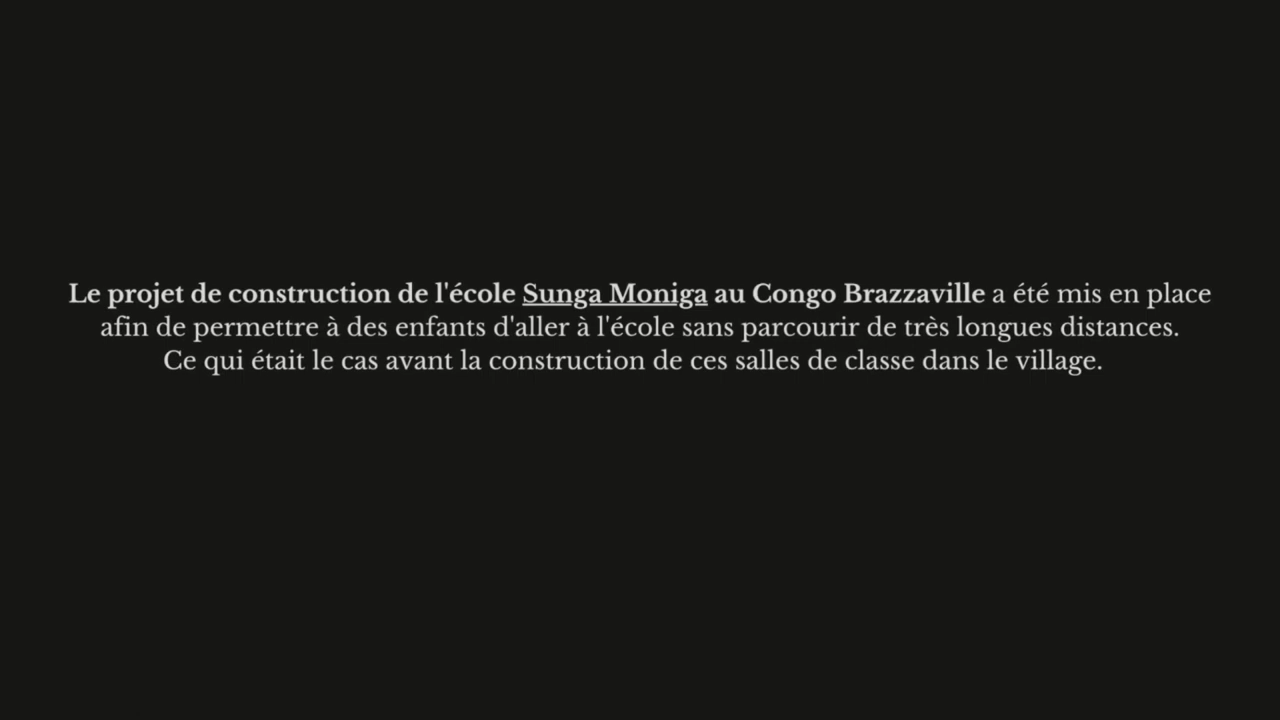 Le projet de construction de l'école Sunga Moniga au Congo Brazzaville a été mis en place
afin de permettre à des enfants d'aller à l'école sans parcourir de très longues distances.
Ce qui était le cas avant la construction de ces salles de classe dans le village.